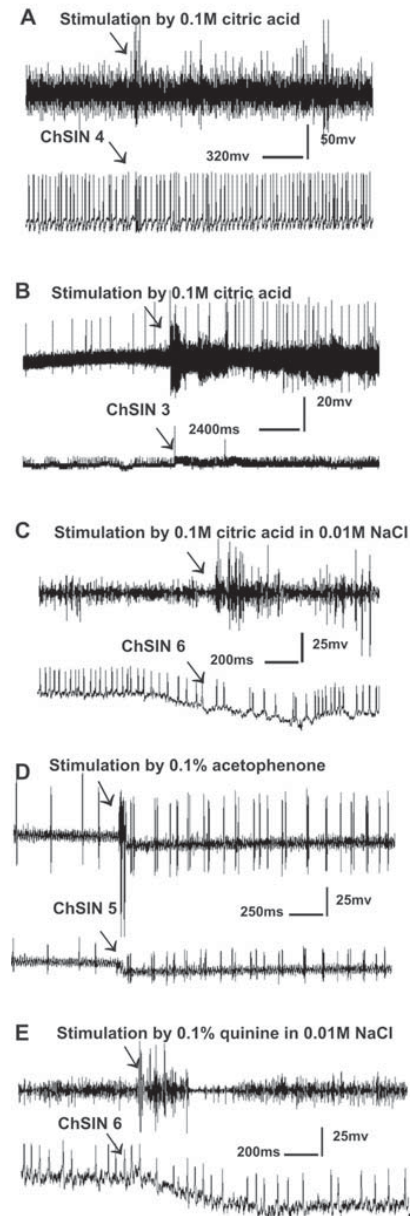 A
Stimulation by 0.1M citric acid
50mv
320mv
ChSIN 4
B
Stimulation by 0.1M citric acid
20mv
ChSIN 3
2400ms
C
Stimulation by 0.1M citric acid in 0.01M NaCl
25mv
ChSIN 6
200ms
D
Stimulation by 0.1% acetophenone
25mv
ChSIN 5
250ms
E
Stimulation by 0.1% quinine in 0.01M NaCl
25mv
ChSIN 6
200ms